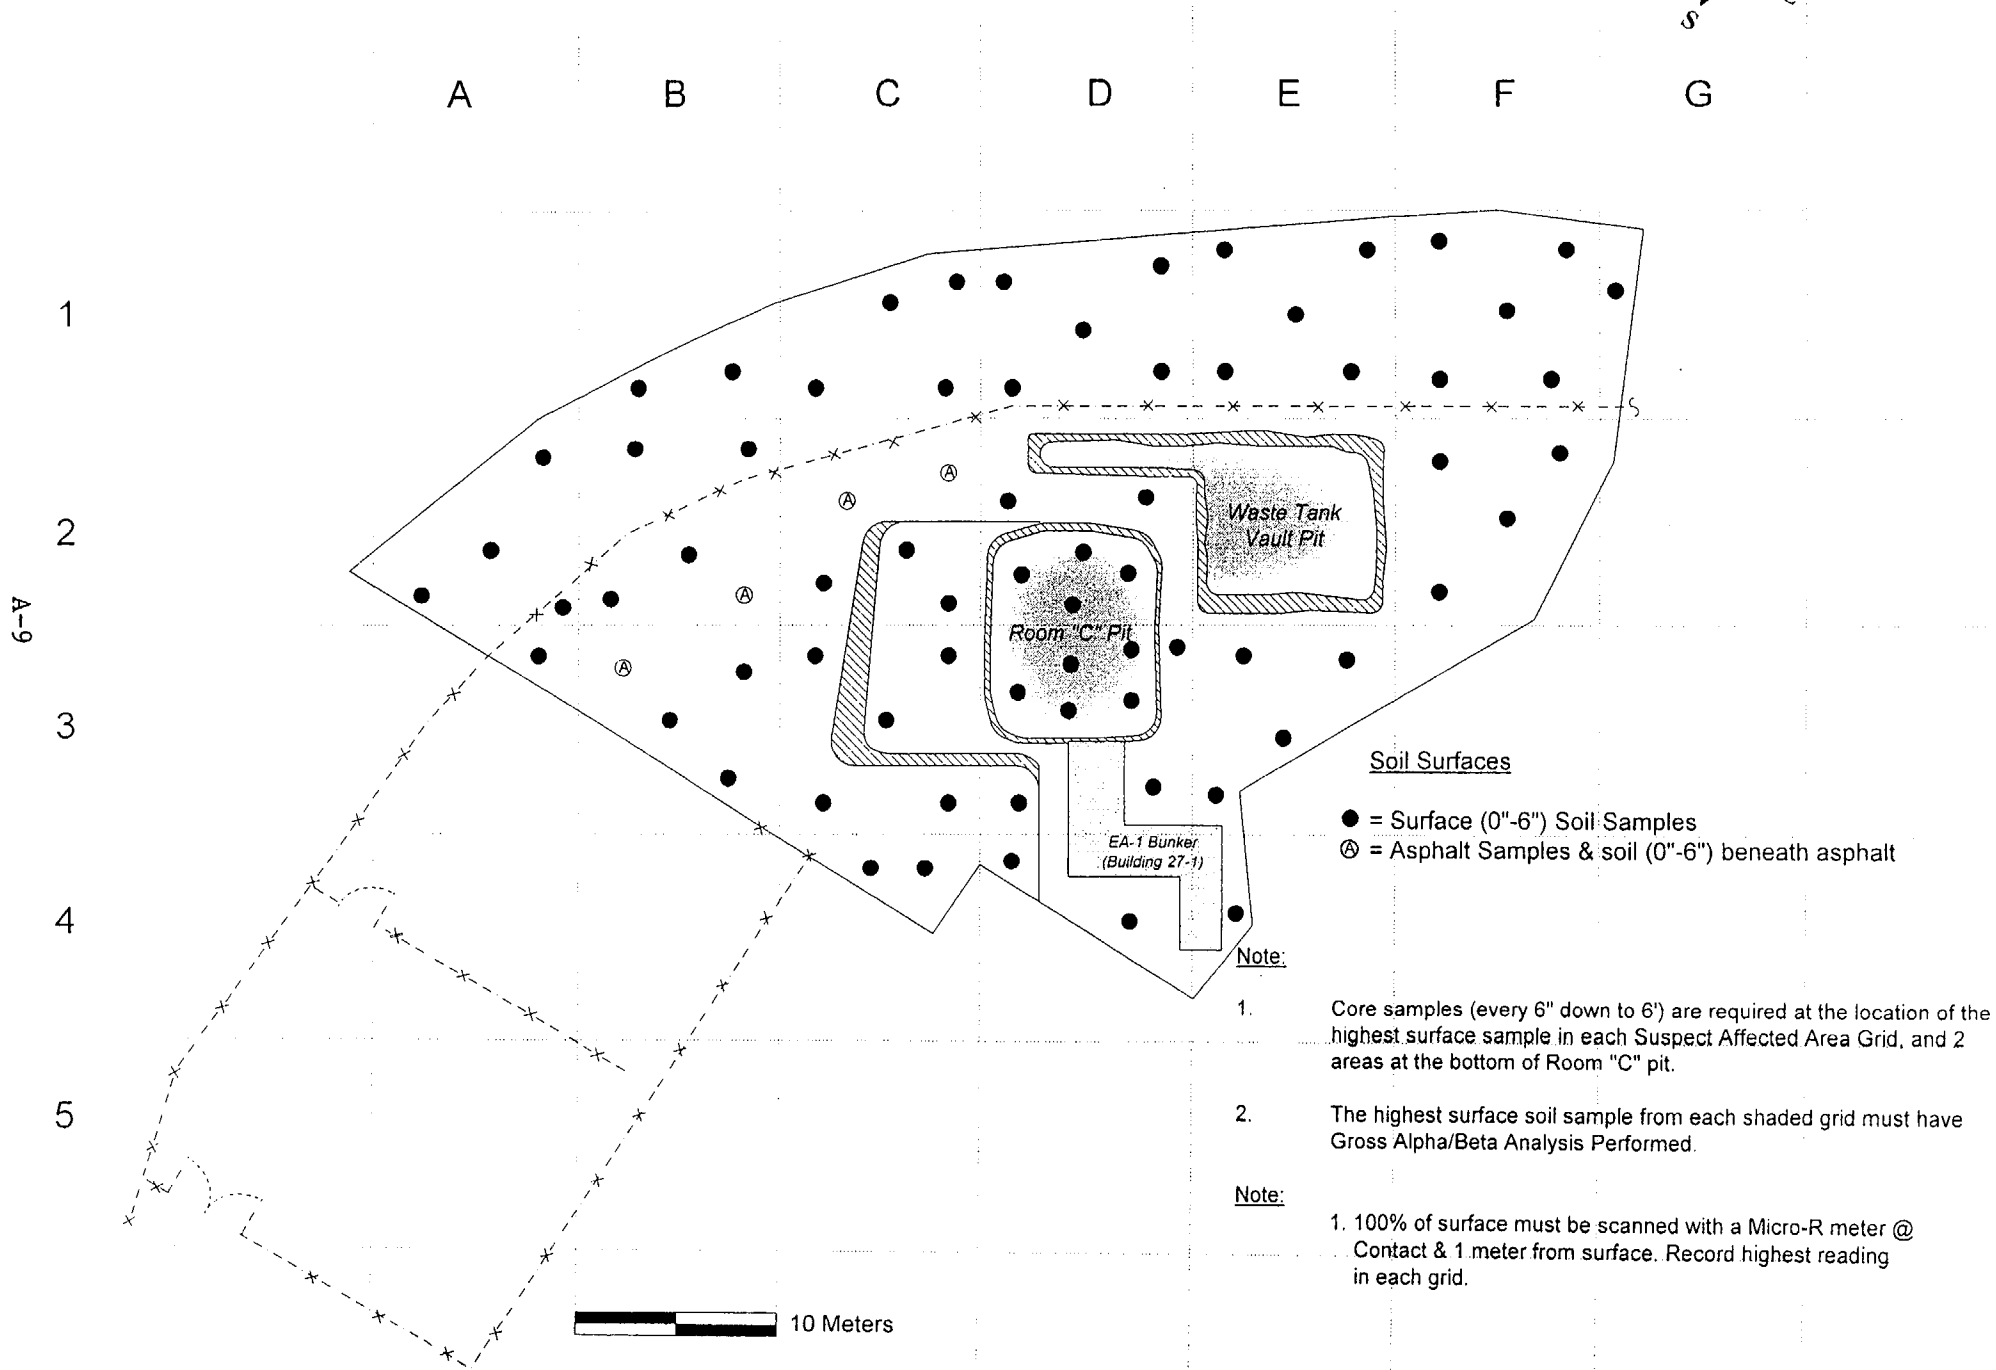 S
A B C D E F G
1
2
3
4
5
A-9
Waste Tank
Vault Pit
Room "C" Pit
EA-1 Bunker
(Building 27-1)
Soil Surfaces
● = Surface (0"-6") Soil Samples
Ⓐ = Asphalt Samples & soil (0"-6") beneath asphalt
A
A
A
A
Note:
1. Core samples (every 6" down to 6') are required at the location of the
highest surface sample in each Suspect Affected Area Grid, and 2
areas at the bottom of Room "C" pit.
2. The highest surface soil sample from each shaded grid must have
Gross Alpha/Beta Analysis Performed.
Note:
1. 100% of surface must be scanned with a Micro-R meter @
Contact & 1 meter from surface. Record highest reading
in each grid.
10 Meters